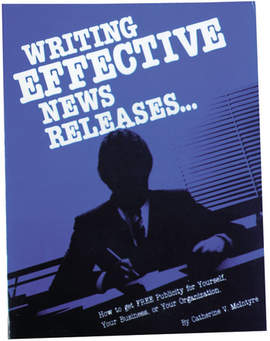 WRITING
EFFECTIVE
NEWS
RELEASES...
How to get FREE Publicity for Yourself,
Your Business, or Your Organization.
By Catherine V. McIntyre